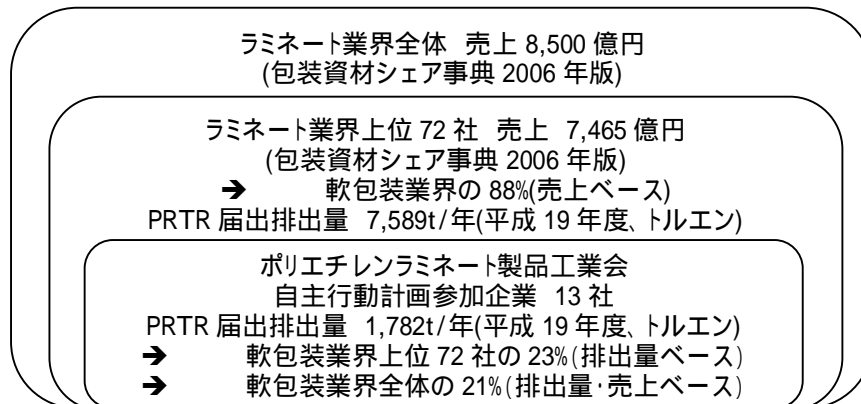 ラミネート業界全体 売上 8,500 億円
(包装資材シェア事典 2006 年版)
ラミネート業界上位 72 社 売上 7,465 億円
(包装資材シェア事典 2006 年版)
➔ 軟包装業界の 88%(売上ベース)
PRTR 届出排出量 7,589t/年(平成 19 年度、トルエン)
ポリエチレンラミネート製品工業会
自主行動計画参加企業 13 社
PRTR 届出排出量 1,782t/年(平成 19 年度、トルエン)
➔ 軟包装業界上位 72 社の 23%(排出量ベース)
➔ 軟包装業界全体の 21%(排出量・売上ベース)